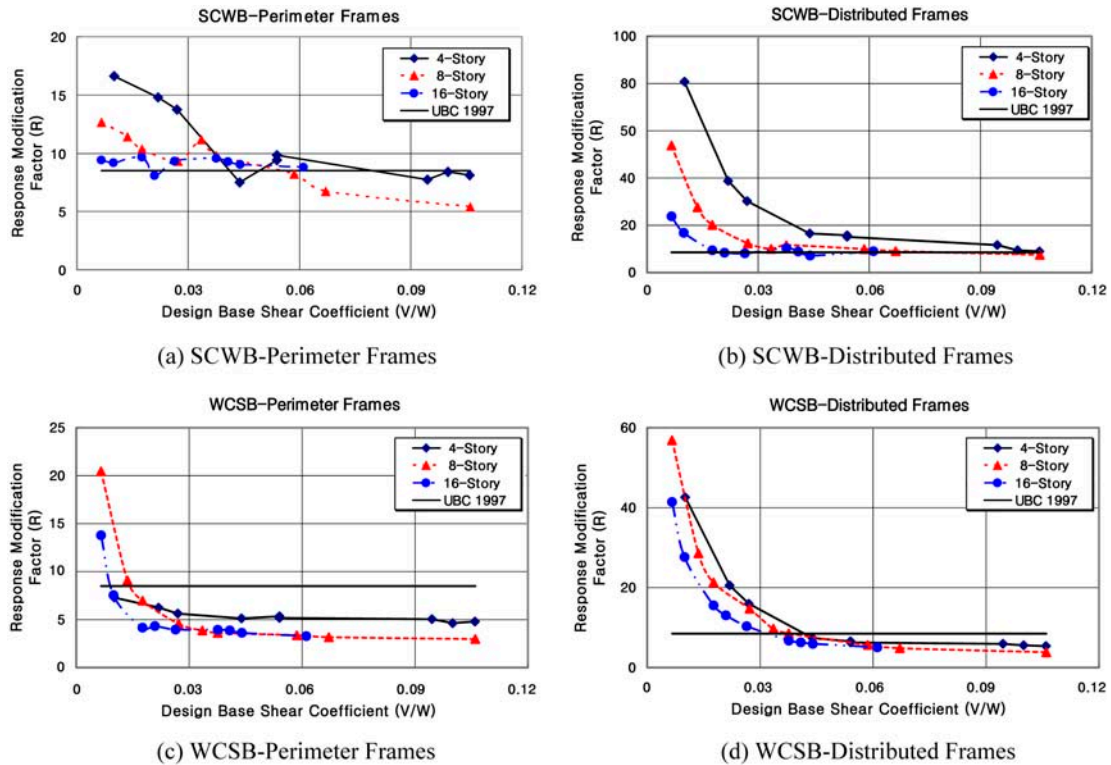 SCWB-Perimeter Frames
Response Modification
Factor (R)
20
15
10
5
0
4-Story
8-Story
16-Story
UBC 1997
0 0.03 0.06 0.09 0.12
Design Base Shear Coefficient (V/W)
(a) SCWB-Perimeter Frames
SCWB-Distributed Frames
Response Modification
Factor (R)
100
80
50
40
20
0
4-Story
8-Story
16-Story
UBC 1997
0 0.03 0.06 0.09 0.12
Design Base Shear Coefficient (V/W)
(b) SCWB-Distributed Frames
WCSB-Perimeter Frames
Response Modification
Factor (R)
25
20
15
10
5
0
4-Story
8-Story
16-Story
UBC 1997
0 0.03 0.06 0.09 0.12
Design Base Shear Coefficient (V/W)
(c) WCSB-Perimeter Frames
WCSB-Distributed Frames
Response Modification
Factor (R)
60
40
20
0
4-Story
8-Story
16-Story
UBC 1997
0 0.03 0.06 0.09 0.12
Design Base Shear Coefficient (V/W)
(d) WCSB-Distributed Frames